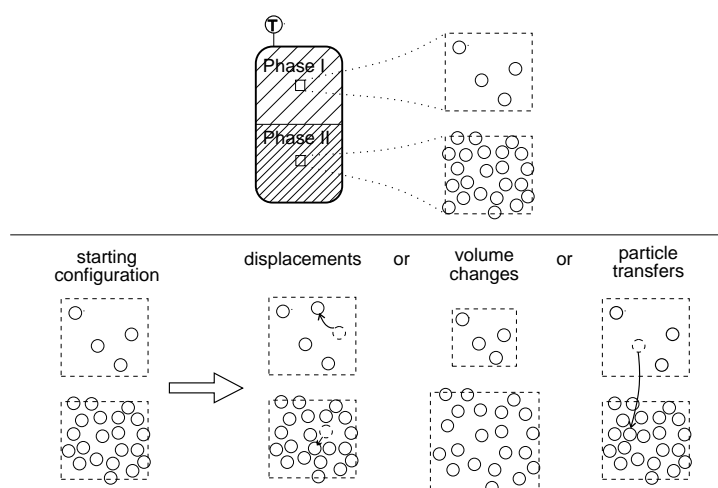 T
Phase I
Phase II
starting
configuration
displacements
or
volume
changes
or
particle
transfers